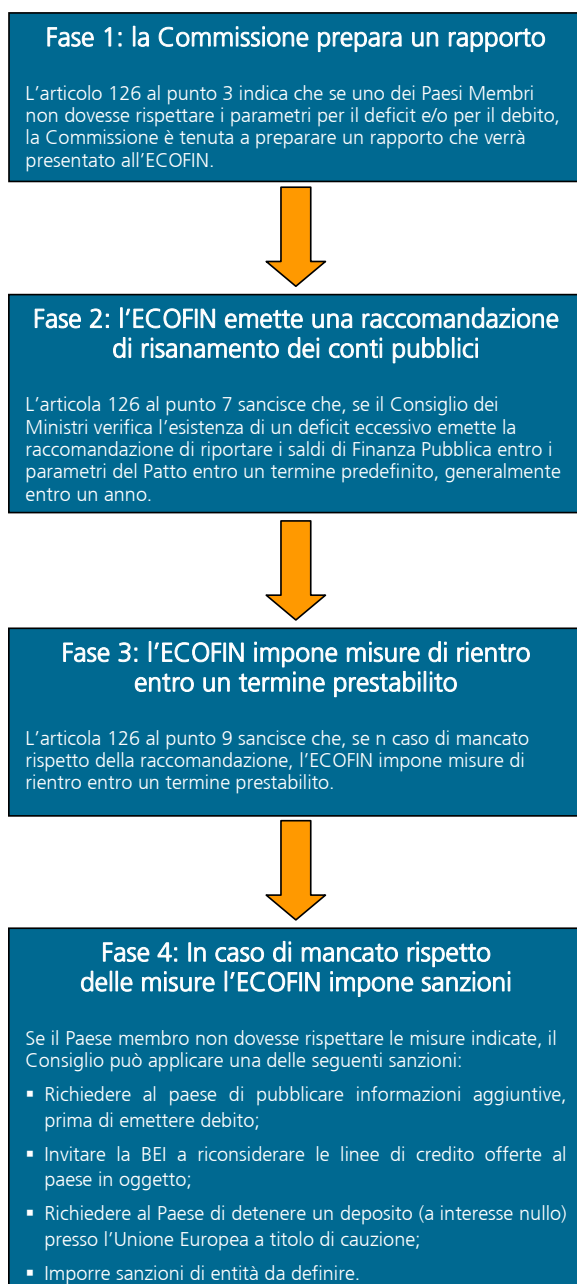 Fase 1: la Commissione prepara un rapporto
L'articolo 126 al punto 3 indica che se uno dei Paesi Membri
non dovesse rispettare i parametri per il deficit e/o per il debito,
la Commissione è tenuta a preparare un rapporto che verrà
presentato all'ECOFIN.
Fase 2: l'ECOFIN emette una raccomandazione
di risanamento dei conti pubblici
L'articola 126 al punto 7 sancisce che, se il Consiglio dei
Ministri verifica l'esistenza di un deficit eccessivo emette la
raccomandazione di riportare i saldi di Finanza Pubblica entro i
parametri del Patto entro un termine predefinito, generalmente
entro un anno.
Fase 3: l'ECOFIN impone misure di rientro
entro un termine prestabilito
L'articola 126 al punto 9 sancisce che, se n caso di mancato
rispetto della raccomandazione, l'ECOFIN impone misure di
rientro entro un termine prestabilito.
Fase 4: In caso di mancato rispetto
delle misure l'ECOFIN impone sanzioni
Se il Paese membro non dovesse rispettare le misure indicate, il
Consiglio può applicare una delle seguenti sanzioni:
▪ Richiedere al paese di pubblicare informazioni aggiuntive,
prima di emettere debito;
▪ Invitare la BEI a riconsiderare le linee di credito offerte al
paese in oggetto;
▪ Richiedere al Paese di detenere un deposito (a interesse nullo)
presso l'Unione Europea a titolo di cauzione;
▪ Imporre sanzioni di entità da definire.